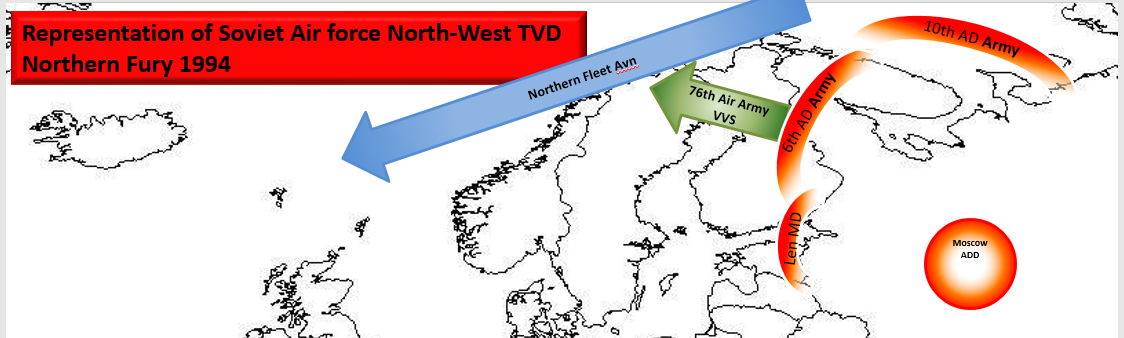 Representation of Soviet Air force North-West TVD
Northern Fury 1994
10th AD Army
Northern Fleet Avn
76th Air Army
VVS
6th AD Army
Len MD
Moscow
ADD